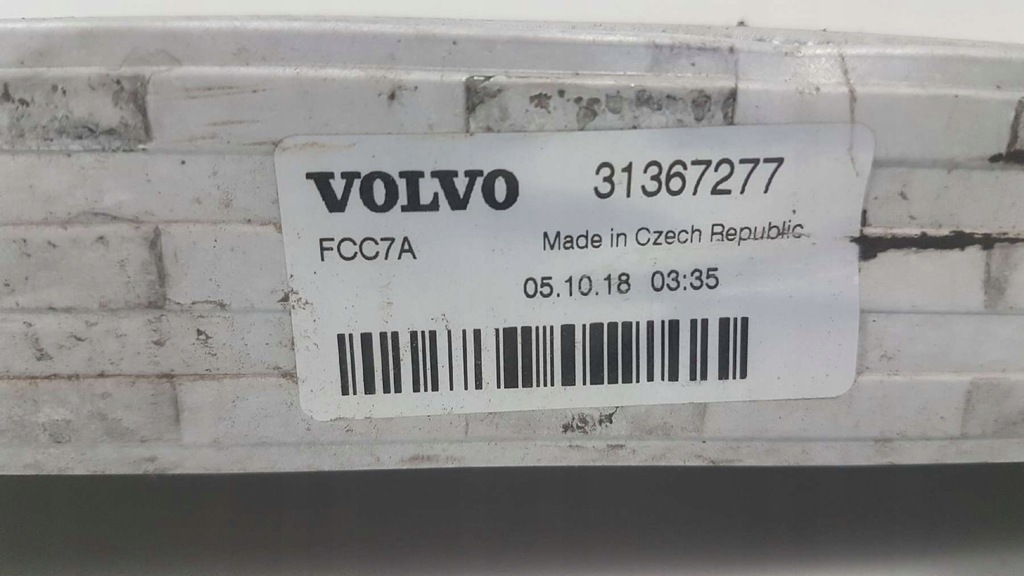 VOLVO 31367277
FCC7A Made in Czech Republic
05.10.18 03:35